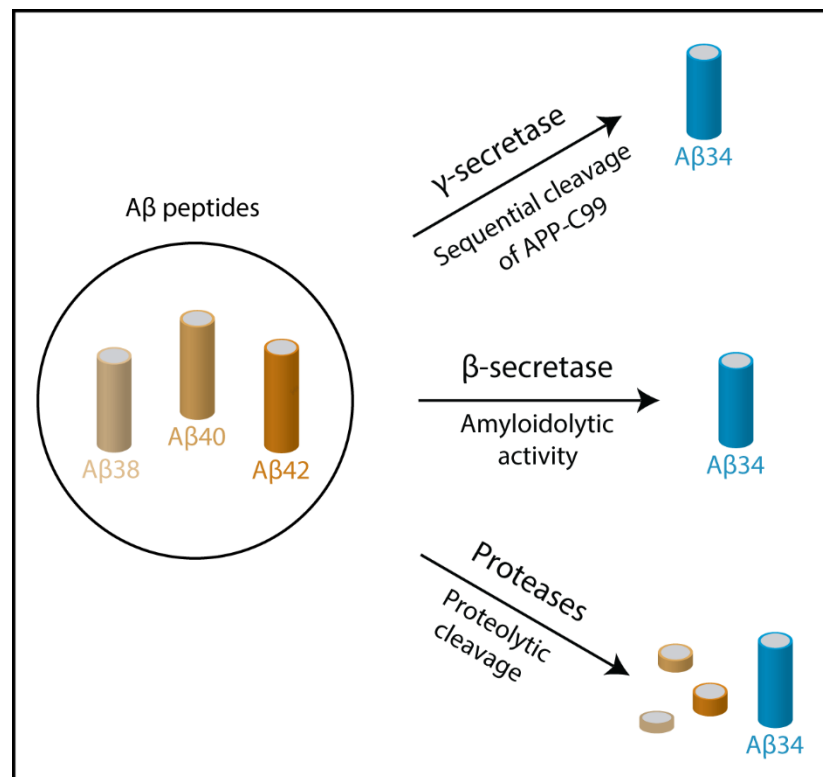 Aβ peptides
Aβ38
Aβ40
Aβ42
γ-secretase
Sequential cleavage
of APP-C99
Aβ34
β-secretase
Amyloidolytic
activity
Aβ34
Proteases
Proteolytic
cleavage
Aβ34